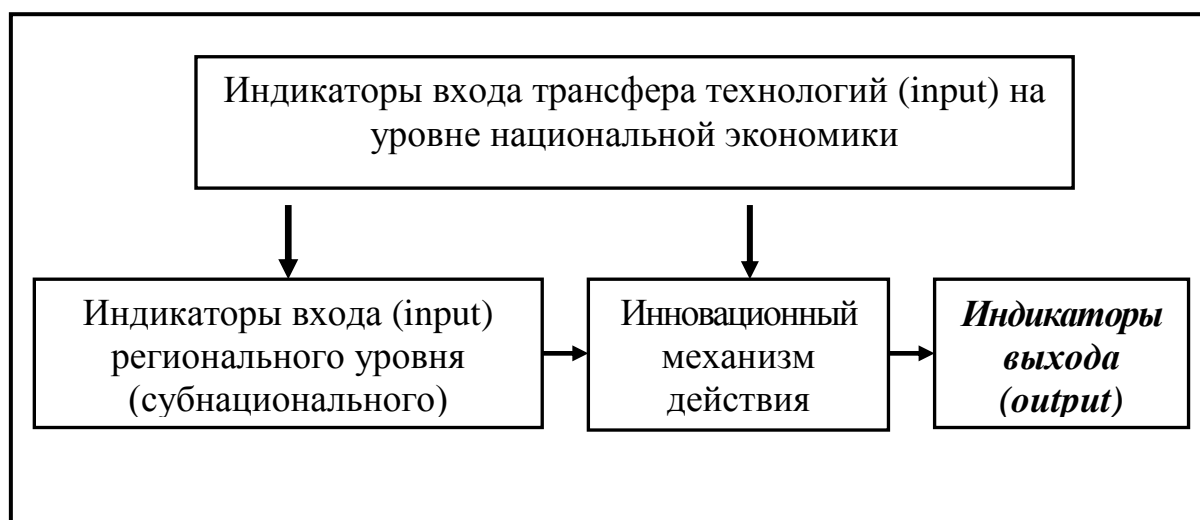 Индикаторы входа трансфера технологий (input) на
уровне национальной экономики
Индикаторы входа (input)
регионального уровня
(субнационального)
Инновационный
механизм
действия
Индикаторы
выхода
(output)